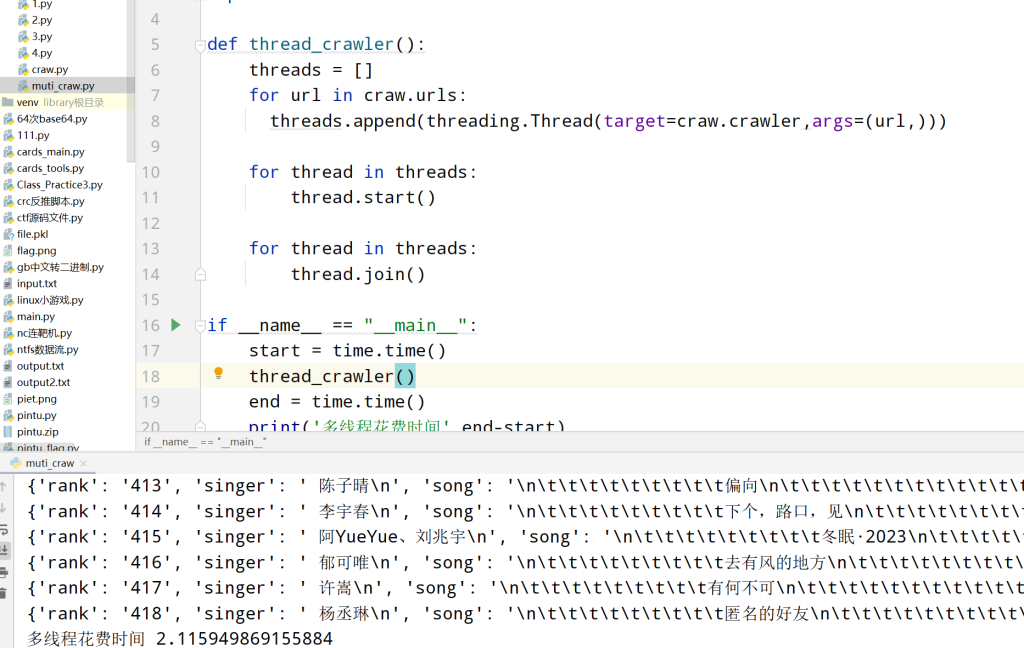 1.py
2.py
3.py
4.py
craw.py
muti_craw.py
venv library根目录
64次base64.py
111.py
cards_main.py
cards_tools.py
Class_Practice3.py
crc反推脚本.py
ctf源码文件.py
file.pkl
flag.png
gb中文转二进制.py
input.txt
linux小游戏.py
main.py
nc连靶机.py
ntfs数据流.py
output.txt
output2.txt
piet.png
pintu.py
pintu.zip
pintu_flag.py
4
5 def thread_crawler():
6 threads = []
7 for url in craw.urls:
8 threads.append(threading.Thread(target=craw.crawler,args=(url,)))
9
10 for thread in threads:
11 thread.start()
12
13 for thread in threads:
14 thread.join()
15
16 if __name__ == "__main__":
17 start = time.time()
18 thread_crawler()
19 end = time.time()
20 print('多线程花费时间',end-start)
if __name__ == "__main__"
muti_craw
{'rank': '413', 'singer': ' 陈子晴\n', 'song': '\n\t\t\t\t\t\t\t\t\t偏向\n\t\t\t\t\t\t\t\t\t\t\t\t
{'rank': '414', 'singer': ' 李宇春\n', 'song': '\n\t\t\t\t\t\t\t\t\t下个，路口，见\n\t\t\t\t\t\t\t
{'rank': '415', 'singer': ' 阿YueYue、刘兆宇\n', 'song': '\n\t\t\t\t\t\t\t\t\t冬眠·2023\n\t\t\t\t\t
{'rank': '416', 'singer': ' 郁可唯\n', 'song': '\n\t\t\t\t\t\t\t\t\t去有风的地方\n\t\t\t\t\t\t\t\t
{'rank': '417', 'singer': ' 许嵩\n', 'song': '\n\t\t\t\t\t\t\t\t\t有何不可\n\t\t\t\t\t\t\t\t\t\t\t
{'rank': '418', 'singer': ' 杨丞琳\n', 'song': '\n\t\t\t\t\t\t\t\t\t匿名的好友\n\t\t\t\t\t\t\t\t\t
多线程花费时间 2.115949869155884